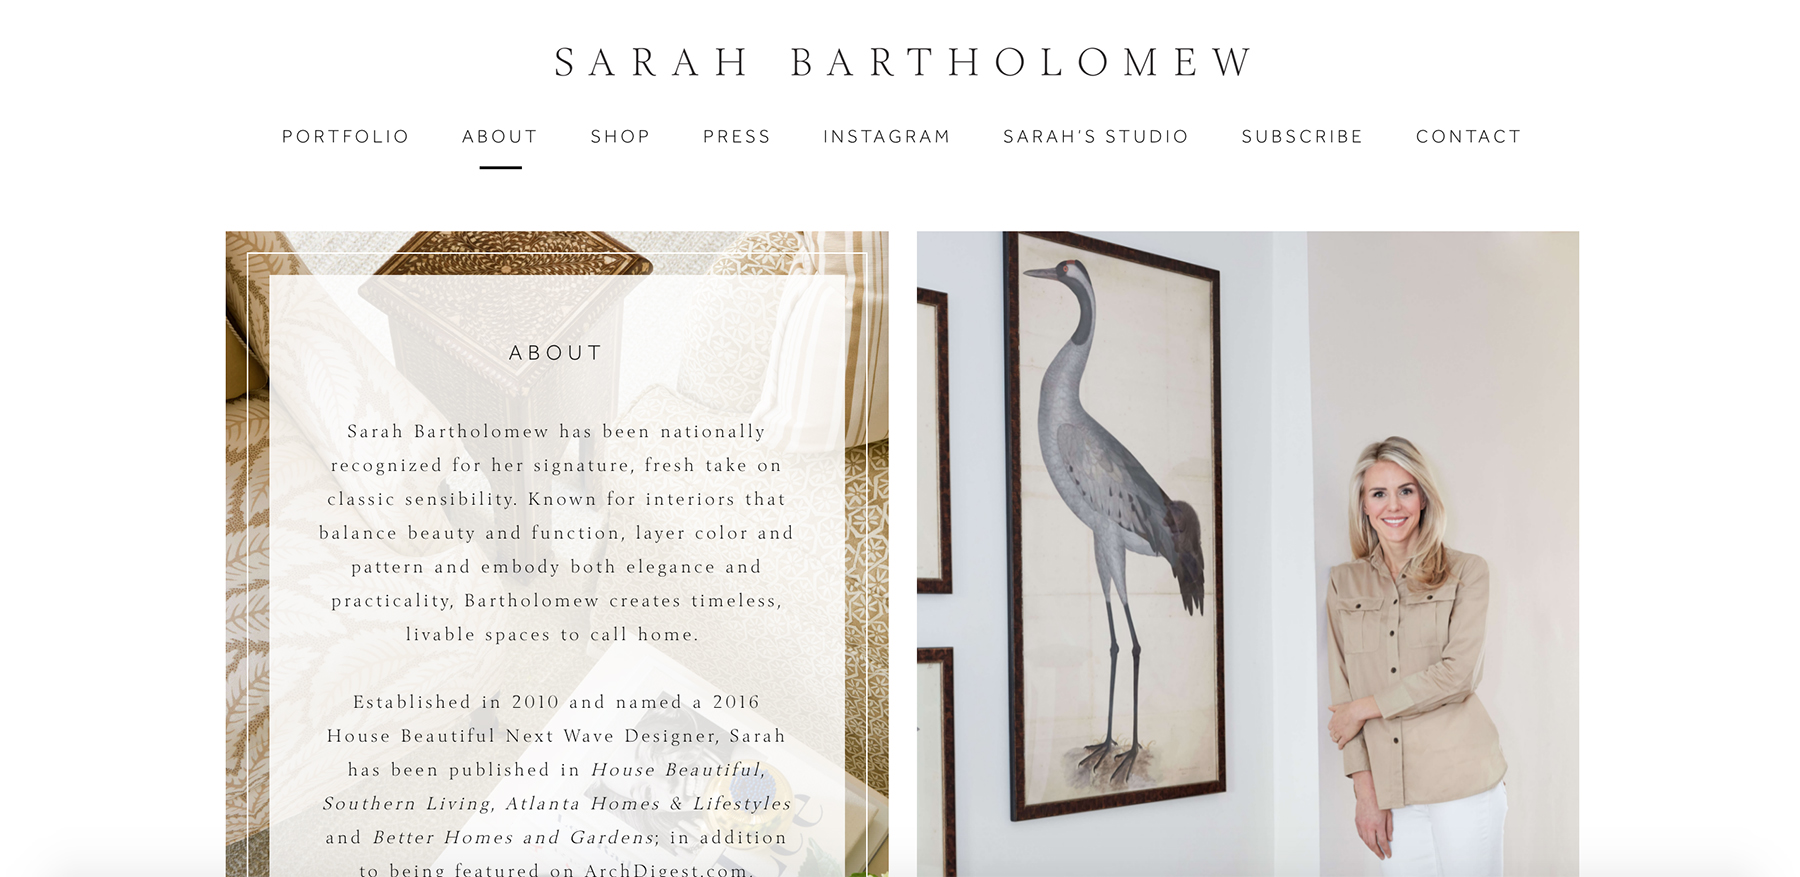 SARAH BARTHOLOMEW
PORTFOLIO ABOUT SHOP PRESS INSTAGRAM SARAH'S STUDIO SUBSCRIBE CONTACT
ABOUT
Sarah Bartholomew has been nationally
recognized for her signature, fresh take on
classic sensibility. Known for interiors that
balance beauty and function, layer color and
pattern and embody both elegance and
practicality, Bartholomew creates timeless,
livable spaces to call home.
Established in 2010 and named a 2016
House Beautiful Next Wave Designer, Sarah
has been published in House Beautiful,
Southern Living, Atlanta Homes & Lifestyles
and Better Homes and Gardens; in addition
to being featured on ArchDigest.com.